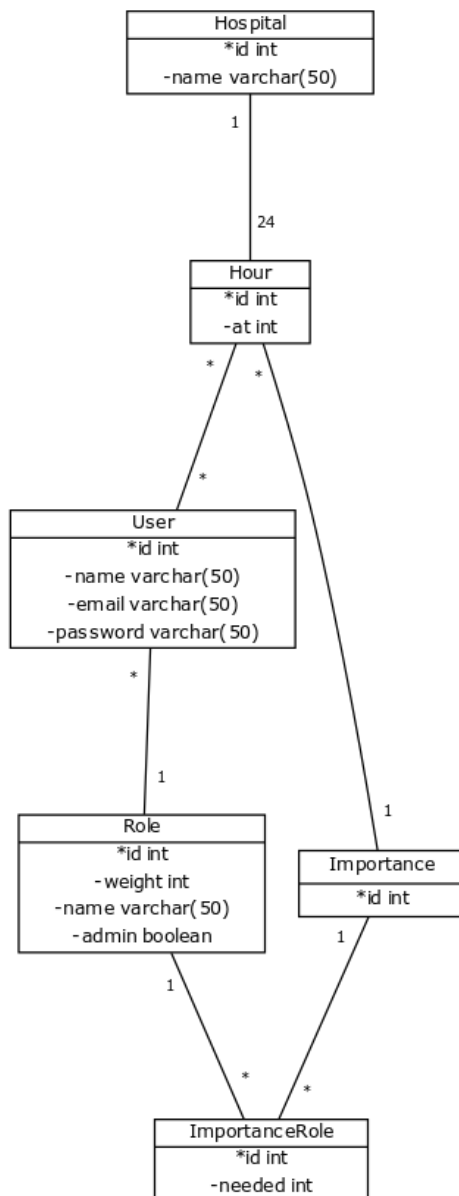 Hospital
*id int
-name varchar(50)
1
24
Hour
*id int
-at int
*
*
*
User
*id int
-name varchar(50)
-email varchar(50)
-password varchar(50)
*
1
1
Role
*id int
-weight int
-name varchar(50)
-admin boolean
Importance
*id int
1
1
*
*
ImportanceRole
*id int
-needed int